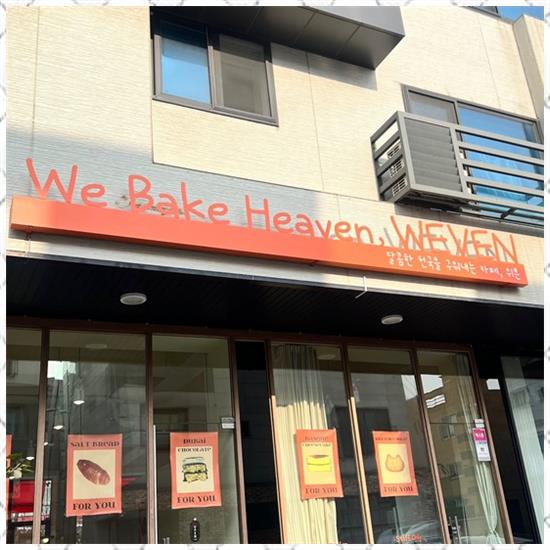 We Bake Heaven, WEVEN
달콤한 천국을 구워내는 카페, 위븐
SALT BREAD
FOR YOU
DUBAI
CHOCOLATE
FOR YOU
FOR YOU
FOR YOU